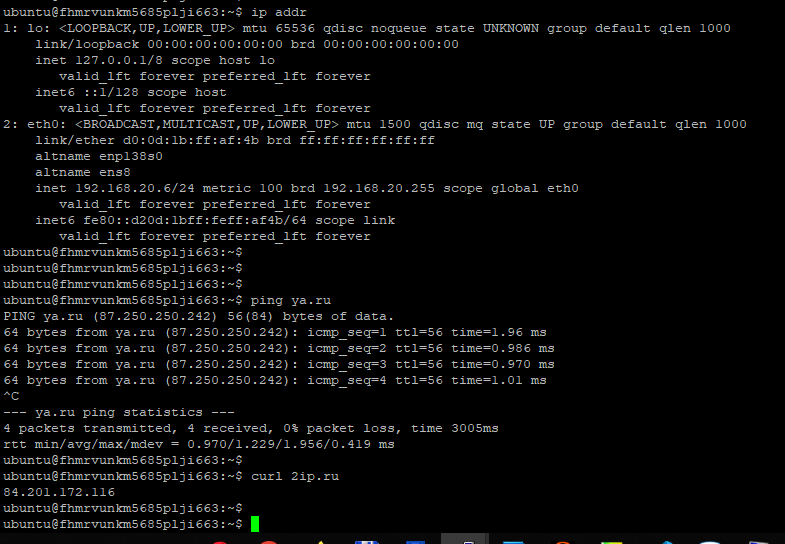 ubuntu@fhmrvunkm5685plji663:~$ ip addr
1: lo: <LOOPBACK,UP,LOWER_UP> mtu 65536 qdisc noqueue state UNKNOWN group default qlen 1000
    link/loopback 00:00:00:00:00:00 brd 00:00:00:00:00:00
    inet 127.0.0.1/8 scope host lo
       valid_lft forever preferred_lft forever
    inet6 ::1/128 scope host
       valid_lft forever preferred_lft forever
2: eth0: <BROADCAST,MULTICAST,UP,LOWER_UP> mtu 1500 qdisc mq state UP group default qlen 1000
    link/ether d0:0d:1b:ff:af:4b brd ff:ff:ff:ff:ff:ff
    altname enp138s0
    altname ens8
    inet 192.168.20.6/24 metric 100 brd 192.168.20.255 scope global eth0
       valid_lft forever preferred_lft forever
    inet6 fe80::d20d:1bff:feff:af4b/64 scope link
       valid_lft forever preferred_lft forever
ubuntu@fhmrvunkm5685plji663:~$
ubuntu@fhmrvunkm5685plji663:~$
ubuntu@fhmrvunkm5685plji663:~$
ubuntu@fhmrvunkm5685plji663:~$ ping ya.ru
PING ya.ru (87.250.250.242) 56(84) bytes of data.
64 bytes from ya.ru (87.250.250.242): icmp_seq=1 ttl=56 time=1.96 ms
64 bytes from ya.ru (87.250.250.242): icmp_seq=2 ttl=56 time=0.986 ms
64 bytes from ya.ru (87.250.250.242): icmp_seq=3 ttl=56 time=0.970 ms
64 bytes from ya.ru (87.250.250.242): icmp_seq=4 ttl=56 time=1.01 ms
^C
--- ya.ru ping statistics ---
4 packets transmitted, 4 received, 0% packet loss, time 3005ms
rtt min/avg/max/mdev = 0.970/1.229/1.956/0.419 ms
ubuntu@fhmrvunkm5685plji663:~$
ubuntu@fhmrvunkm5685plji663:~$ curl 2ip.ru
84.201.172.116
ubuntu@fhmrvunkm5685plji663:~$
ubuntu@fhmrvunkm5685plji663:~$